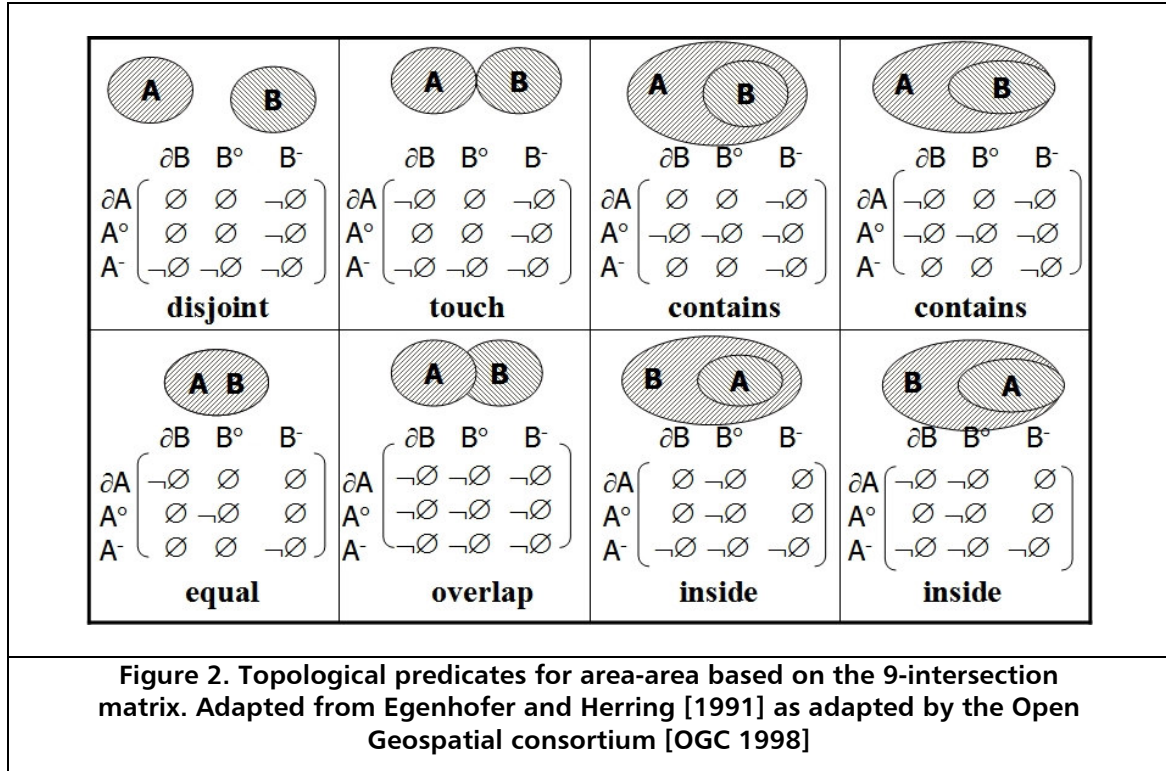 A B
∂B B° B-
∂A ∅ ∅ ¬∅
A° ∅ ∅ ¬∅
A- ¬∅ ¬∅ ¬∅
disjoint
A B
∂B B° B-
∂A ¬∅ ∅ ¬∅
A° ∅ ∅ ¬∅
A- ¬∅ ¬∅ ¬∅
touch
A B
∂B B° B-
∂A ∅ ∅ ¬∅
A° ¬∅ ¬∅ ¬∅
A- ∅ ∅ ¬∅
contains
A B
∂B B° B-
∂A ¬∅ ∅ ¬∅
A° ¬∅ ¬∅ ¬∅
A- ∅ ∅ ¬∅
contains
A B
∂B B° B-
∂A ¬∅ ∅ ∅
A° ∅ ¬∅ ∅
A- ∅ ∅ ¬∅
equal
A B
∂B B° B-
∂A ¬∅ ¬∅ ¬∅
A° ¬∅ ¬∅ ¬∅
A- ¬∅ ¬∅ ¬∅
overlap
B A
∂B B° B-
∂A ∅ ¬∅ ∅
A° ∅ ¬∅ ∅
A- ¬∅ ¬∅ ¬∅
inside
B A
∂B B° B-
∂A ¬∅ ¬∅ ∅
A° ∅ ¬∅ ∅
A- ¬∅ ¬∅ ¬∅
inside
Figure 2. Topological predicates for area-area based on the 9-intersection
matrix. Adapted from Egenhofer and Herring [1991] as adapted by the Open
Geospatial consortium [OGC 1998]